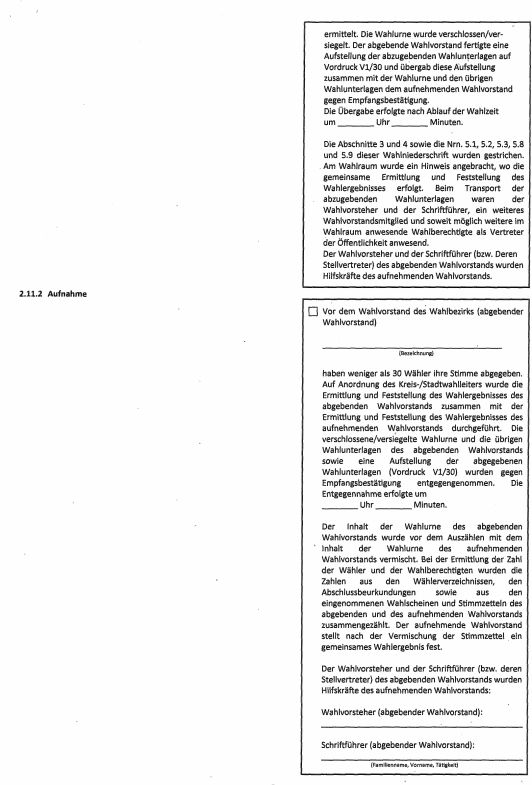 ermittelt. Die Wahlurne wurde verschlossen/ver-
siegelt. Der abgebende Wahlvorstand fertigte eine
Aufstellung der abzugebenden Wahlunterlagen auf
Vordruck V1/30 und übergab diese Aufstellung
zusammen mit der Wahlurne und den übrigen
Wahlunterlagen dem aufnehmenden Wahlvorstand
gegen Empfangsbestätigung.
Die Übergabe erfolgte nach Ablauf der Wahlzeit
um ________ Uhr ________ Minuten.
Die Abschnitte 3 und 4 sowie die Nrn. 5.1, 5.2, 5.3, 5.8
und 5.9 dieser Wahlniederschrift wurden gestrichen.
Am Wahlraum wurde ein Hinweis angebracht, wo die
gemeinsame Ermittlung und Feststellung des
Wahlergebnisses erfolgt. Beim Transport der
abzugebenden Wahlunterlagen waren der
Wahlvorsteher und der Schriftführer, ein weiteres
Wahlvorstandsmitglied und soweit möglich weitere im
Wahlraum anwesende Wahlberechtigte als Vertreter
der Öffentlichkeit anwesend.
Der Wahlvorsteher und der Schriftführer (bzw. Deren
Stellvertreter) des abgebenden Wahlvorstands wurden
Hilfskräfte des aufnehmenden Wahlvorstands.
2.11.2 Aufnahme
Vor dem Wahlvorstand des Wahlbezirks (abgebender
Wahlvorstand)
(Bezeichnung)
haben weniger als 30 Wähler ihre Stimme abgegeben.
Auf Anordnung des Kreis-/Stadtwahlleiters wurde die
Ermittlung und Feststellung des Wahlergebnisses des
abgebenden Wahlvorstands zusammen mit der
Ermittlung und Feststellung des Wahlergebnisses des
aufnehmenden Wahlvorstands durchgeführt. Die
verschlossene/versiegelte Wahlurne und die übrigen
Wahlunterlagen des abgebenden Wahlvorstands
sowie eine Aufstellung der abgegebenen
Wahlunterlagen (Vordruck V1/30) wurden gegen
Empfangsbestätigung entgegengenommen. Die
Entgegennahme erfolgte um
________ Uhr ________ Minuten.
Der Inhalt der Wahlurne des abgebenden
Wahlvorstands wurde vor dem Auszählen mit dem
Inhalt der Wahlurne des aufnehmenden
Wahlvorstands vermischt. Bei der Ermittlung der Zahl
der Wähler und der Wahlberechtigten wurden die
Zahlen aus den Wählerverzeichnissen, den
Abschlussbeurkundungen sowie aus den
eingenommenen Wahlscheinen und Stimmzetteln des
abgebenden und des aufnehmenden Wahlvorstands
zusammengezählt. Der aufnehmende Wahlvorstand
stellt nach der Vermischung der Stimmzettel ein
gemeinsames Wahlergebnis fest.
Der Wahlvorsteher und der Schriftführer (bzw. deren
Stellvertreter) des abgebenden Wahlvorstands wurden
Hilfskräfte des aufnehmenden Wahlvorstands:
Wahlvorsteher (abgebender Wahlvorstand):
Schriftführer (abgebender Wahlvorstand):
(Familienname, Vorname, Tätigkeit)